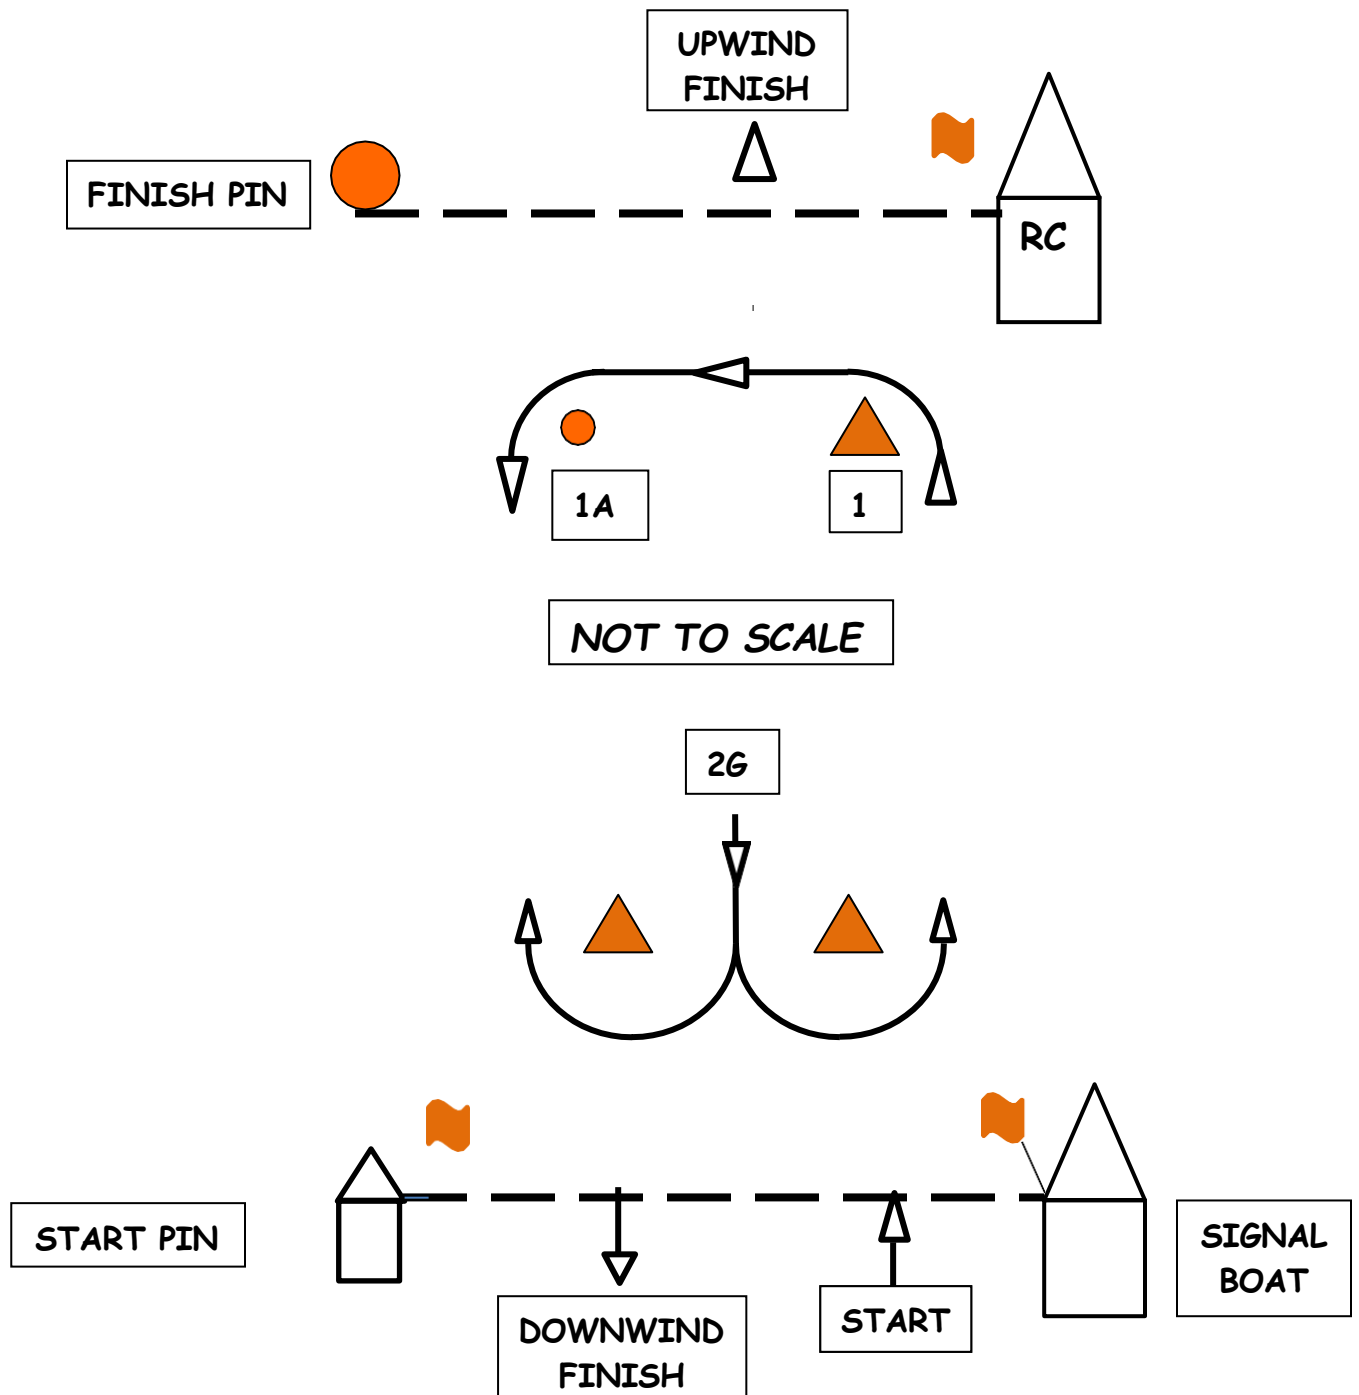 UPWIND
FINISH
FINISH PIN
RC
1A
1
NOT TO SCALE
2G
START PIN
SIGNAL
BOAT
START
DOWNWIND
FINISH